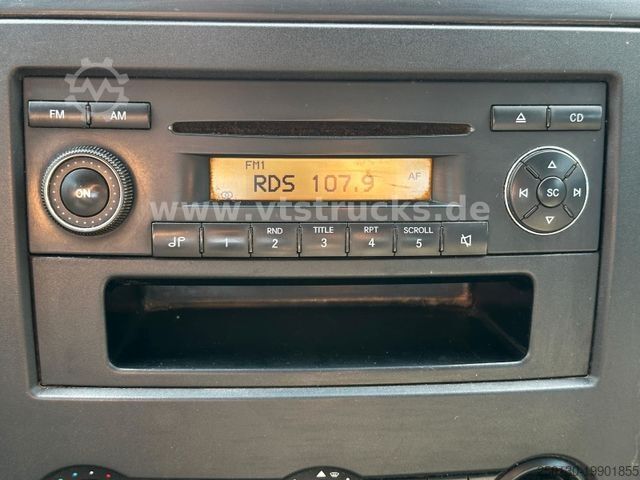 FM
AM
CD
FM1
RDS 107.9
AF
ON
SC
www.vtstrucks.de
1
RND
2
TITLE
3
RPT
4
SCROLL
5